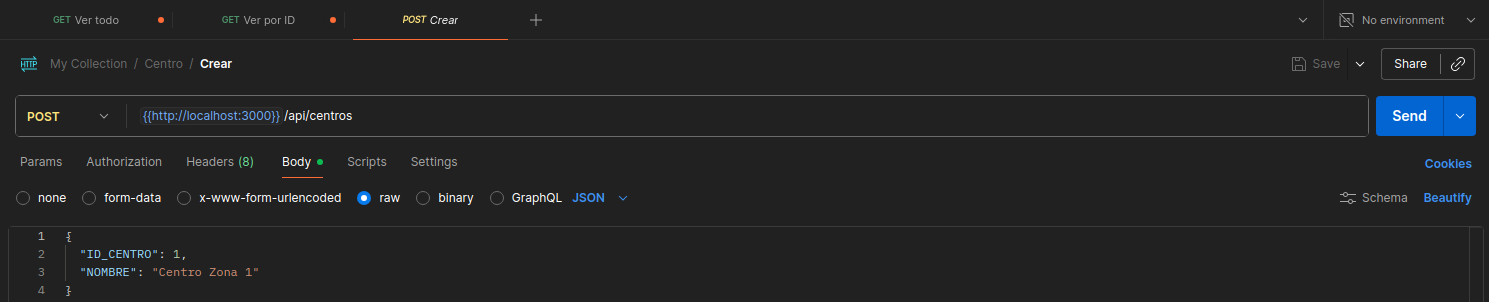 GET Ver todo GET Ver por ID POST Crear No environment
HTTP My Collection / Centro / Crear Save Share
POST {{http://localhost:3000}} /api/centros Send
Params Authorization Headers (8) Body Scripts Settings Cookies
none form-data x-www-form-urlencoded raw binary GraphQL JSON Schema Beautify
1 {
2 "ID_CENTRO": 1,
3 "NOMBRE": "Centro Zona 1"
4 }